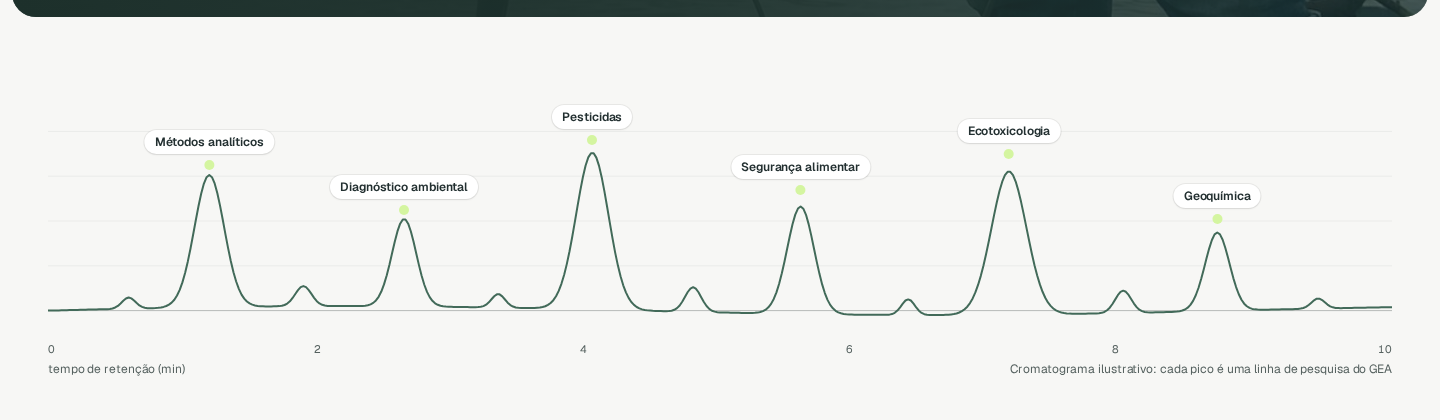 Pesticidas
Ecotoxicologia
Métodos analíticos
Segurança alimentar
Diagnóstico ambiental
Geoquímica
0 2 4 6 8 10
tempo de retenção (min)
Cromatograma ilustrativo: cada pico é uma linha de pesquisa do GEA